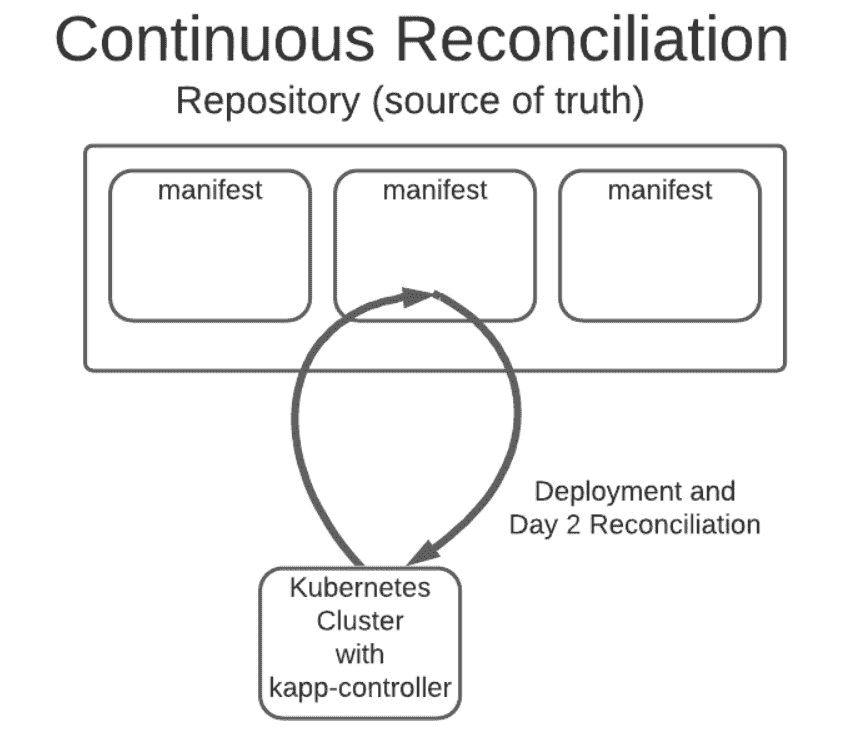 Continuous Reconciliation
Repository (source of truth)
manifest
manifest
manifest
Deployment and
Day 2 Reconciliation
Kubernetes
Cluster
with
kapp-controller